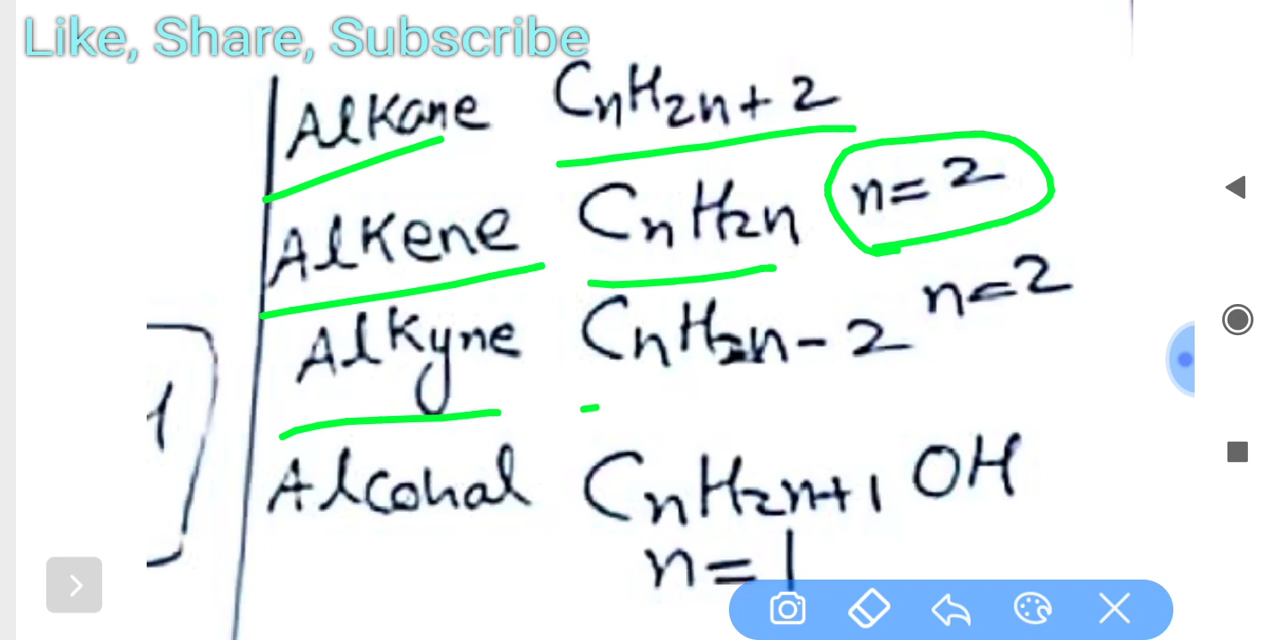 Like, Share, Subscribe
Alkane CnH2n+2
Alkene CnH2n n=2
Alkyne CnH2n-2 n=2
Alcohal CnH2n+1 OH
n=1